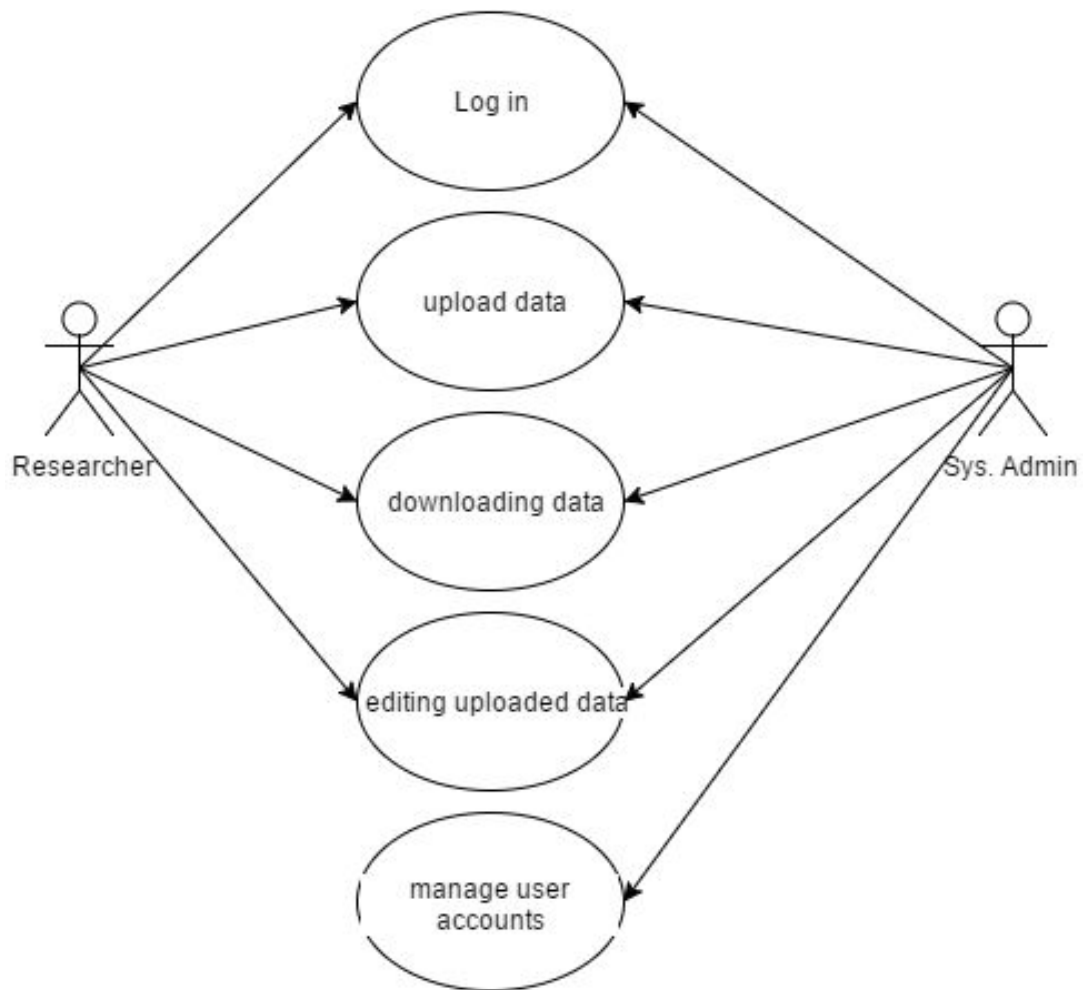 Log in
upload data
Researcher
Sys. Admin
downloading data
editing uploaded data
manage user
accounts